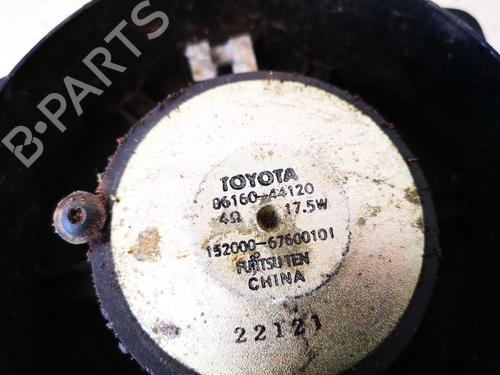 B-PARTS
TOYOTA
86160-44120
4Ω 17.5W
152000-67600101
FUJITSU TEN
CHINA
22121